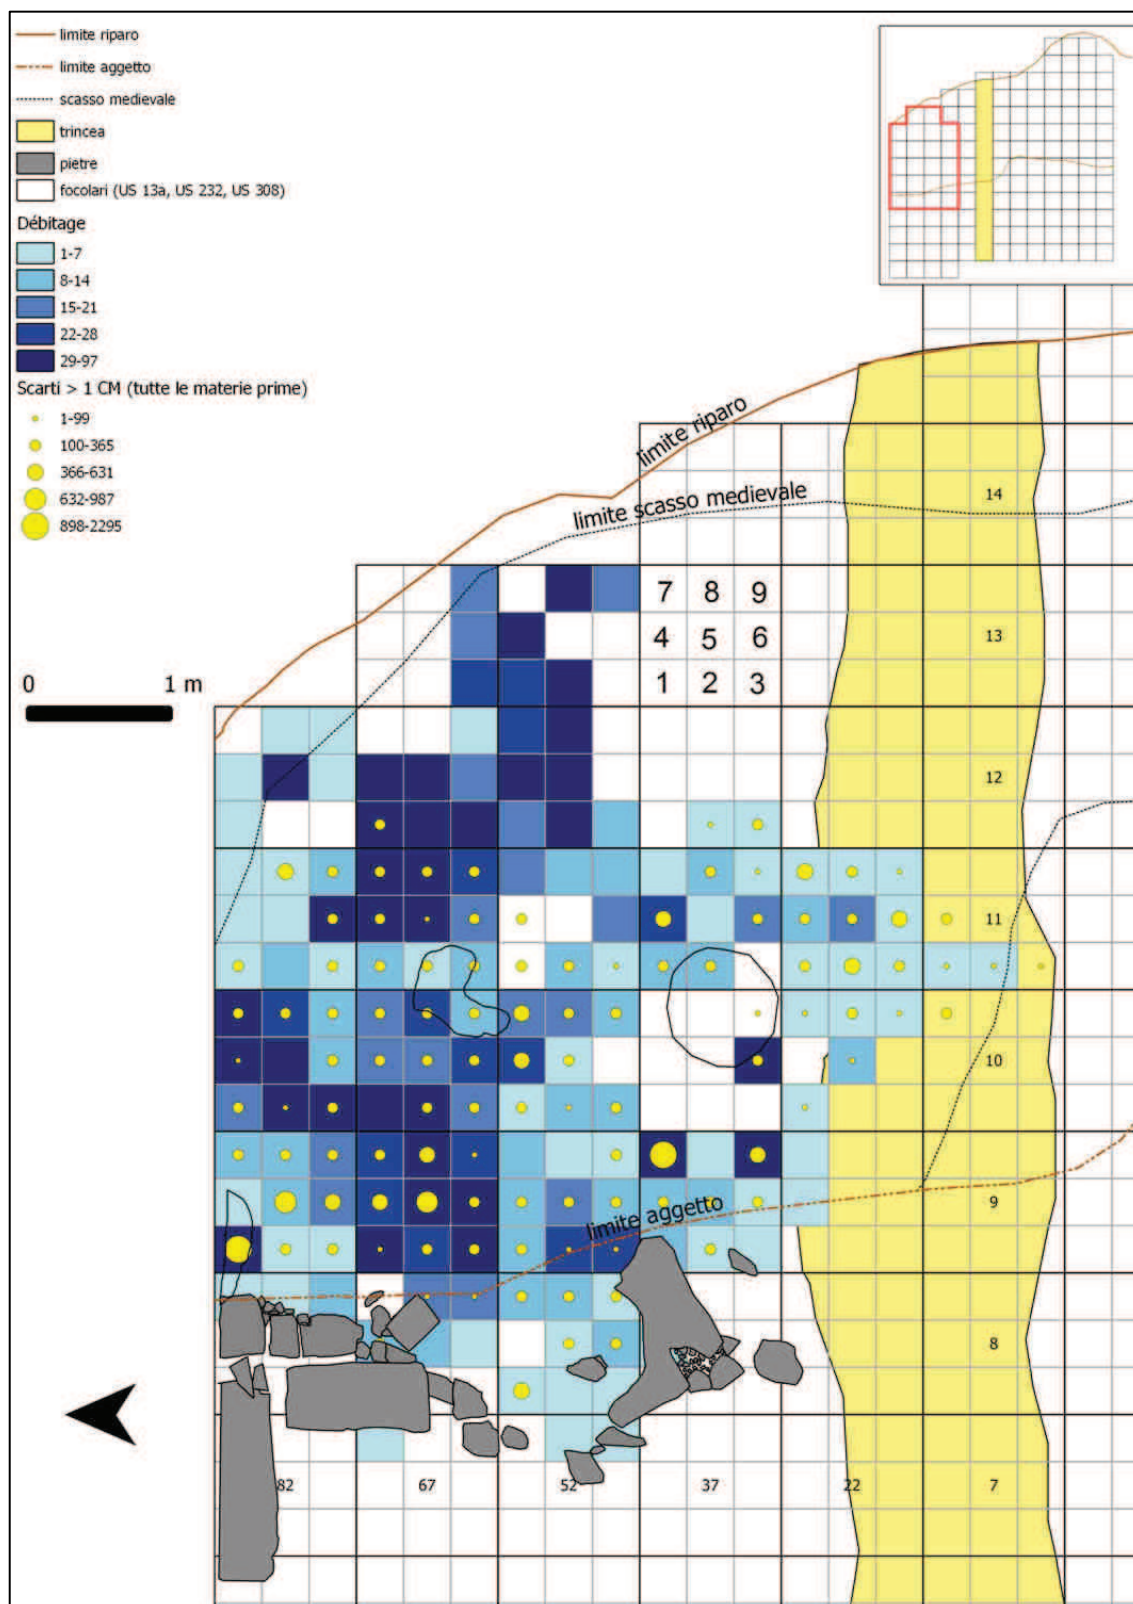 limite riparo
limite aggetto
scasso medievale
trincea
pietre
focolari (US 13a, US 232, US 308)
Débitage
1-7
8-14
15-21
22-28
29-97
Scarti > 1 CM (tutte le materie prime)
1-99
100-365
366-631
632-987
898-2295
limite riparo
limite scasso medievale
14
7 8 9
4 5 6
1 2 3
13
0 1 m
12
11
10
9
limite aggetto
8
82 67 52 37 22 7